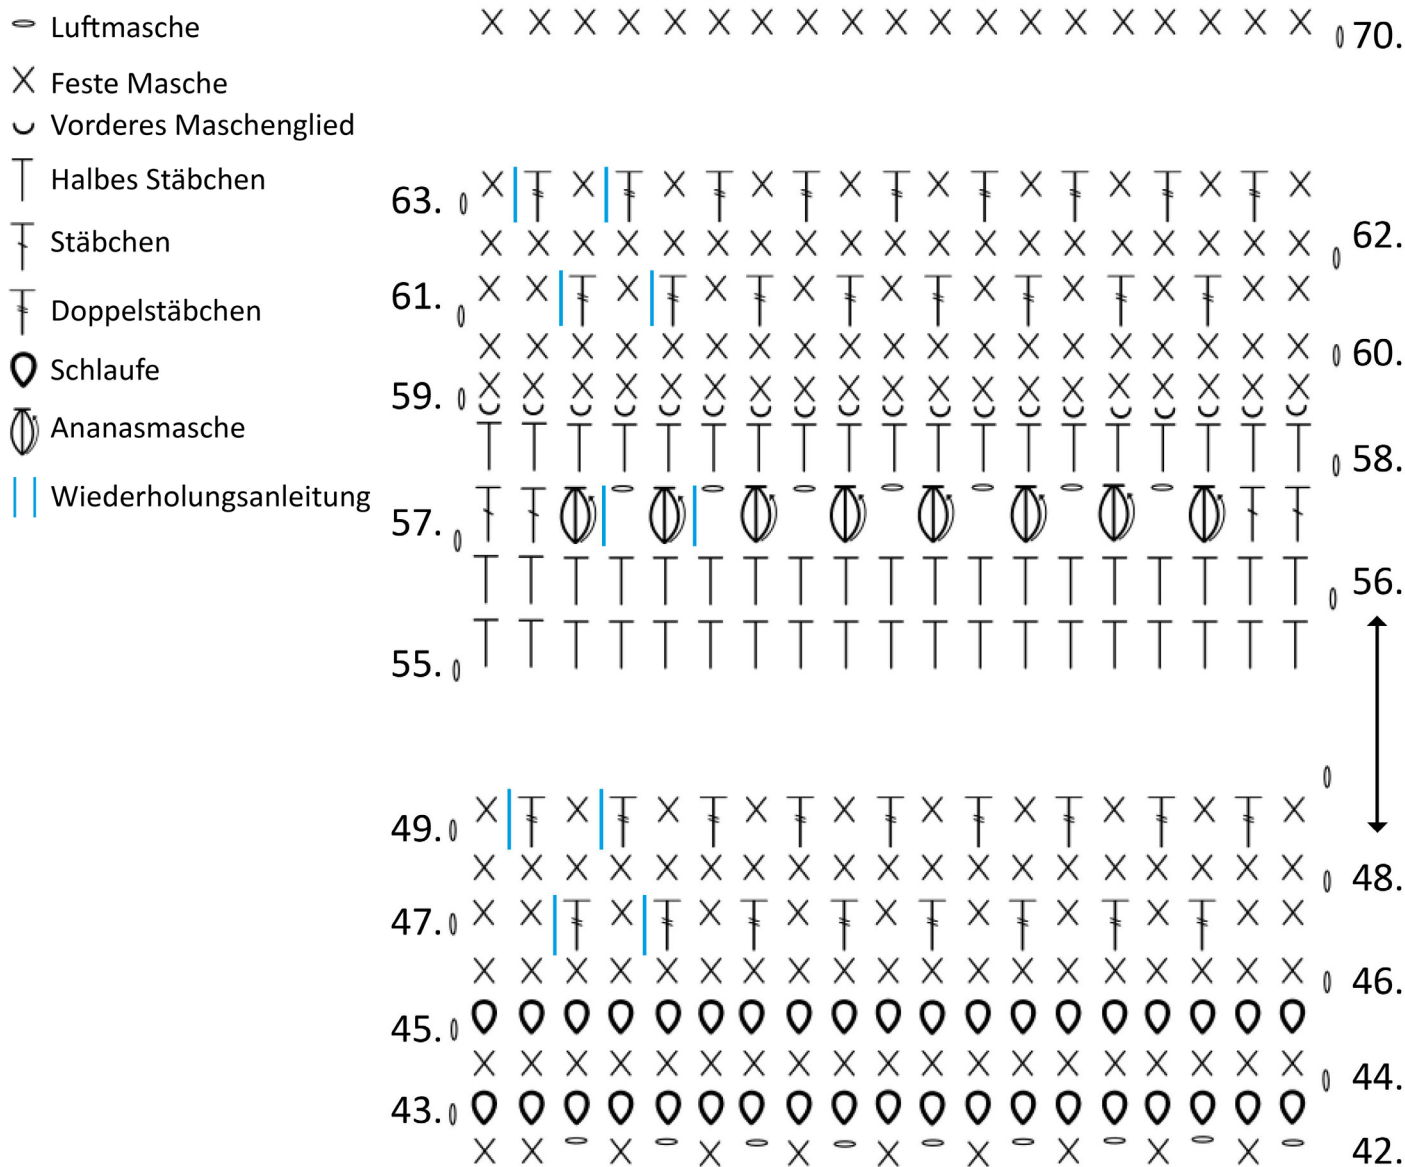 Luftmasche
Feste Masche
Vorderes Maschenglied
Halbes Stäbchen
Stäbchen
Doppelstäbchen
Schlaufe
Ananasmasche
Wiederholungsanleitung
70.
63.
62.
61.
60.
59.
58.
57.
56.
55.
49.
48.
47.
46.
45.
44.
43.
42.